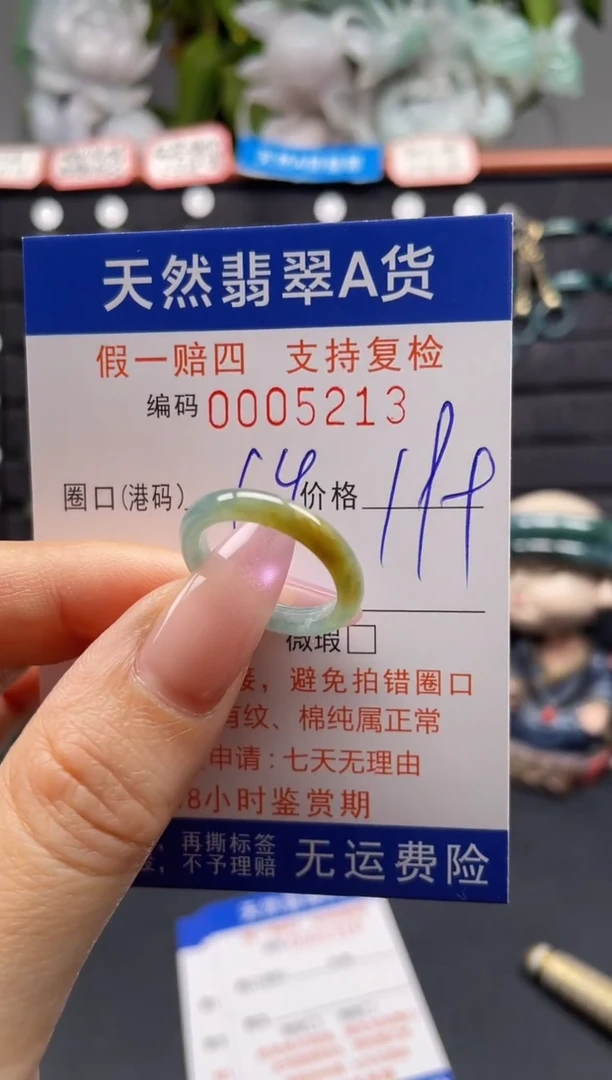 天然翡翠A货
假一赔四 支持复检
编码 0005213
圈口(港码) 14 价格
微瑕□
，避免拍错圈口
有纹、棉纯属正常
申请：七天无理由
8小时鉴赏期
，再撕标签
，不予理赔
无运费险